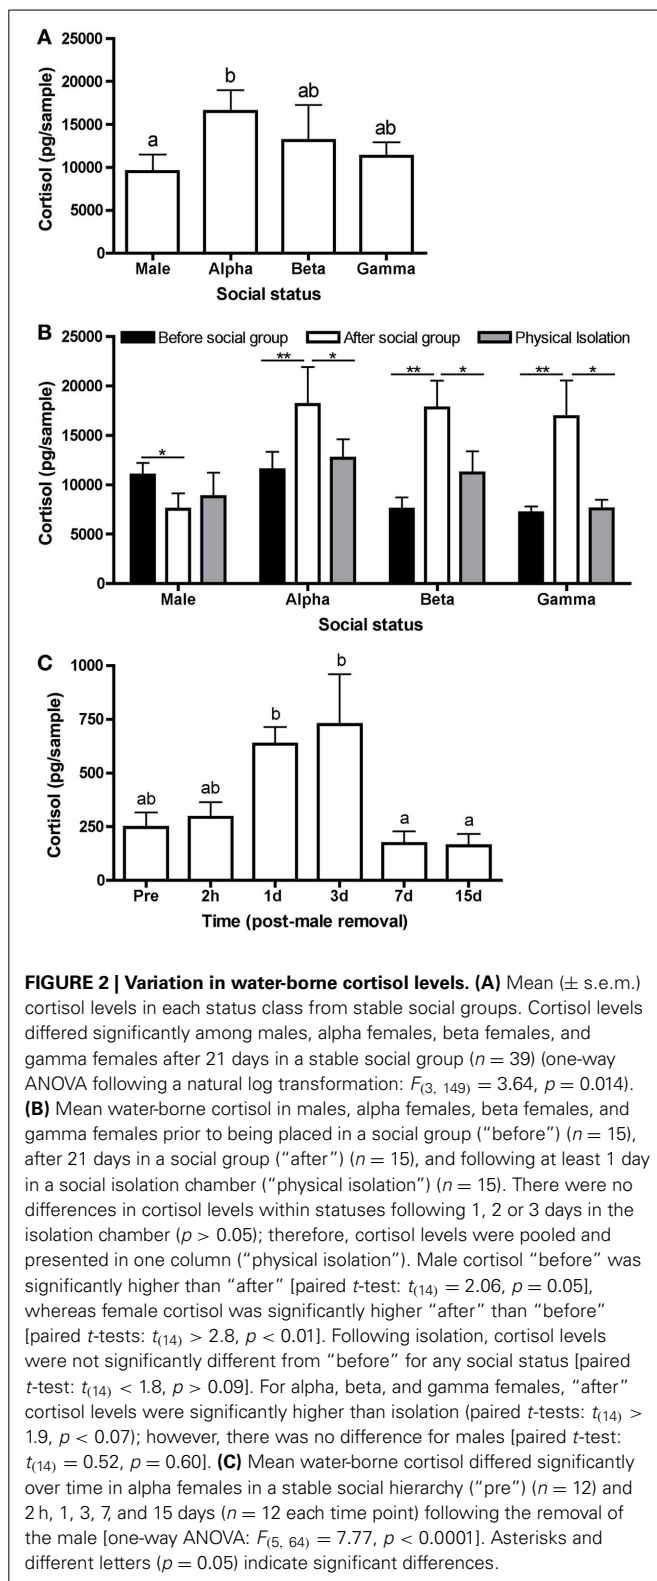 A
Cortisol (pg/sample)
25000
20000
15000
10000
5000
0
a
b
ab
ab
Male
Alpha
Beta
Gamma
Social status
B
Before social group
After social group
Physical Isolation
Cortisol (pg/sample)
25000
20000
15000
10000
5000
0
*
**
*
**
*
**
*
Male
Alpha
Beta
Gamma
Social status
C
Cortisol (pg/sample)
1000
750
500
250
0
ab
ab
b
b
a
a
Pre
2h
1d
3d
7d
15d
Time (post-male removal)
FIGURE 2 | Variation in water-borne cortisol levels. (A) Mean (± s.e.m.)
cortisol levels in each status class from stable social groups. Cortisol levels
differed significantly among males, alpha females, beta females, and
gamma females after 21 days in a stable social group (n = 39) (one-way
ANOVA following a natural log transformation: F(3, 149) = 3.64, p = 0.014).
(B) Mean water-borne cortisol in males, alpha females, beta females, and
gamma females prior to being placed in a social group (“before”) (n = 15),
after 21 days in a social group (“after”) (n = 15), and following at least 1 day
in a social isolation chamber (“physical isolation”) (n = 15). There were no
differences in cortisol levels within statuses following 1, 2 or 3 days in the
isolation chamber (p > 0.05); therefore, cortisol levels were pooled and
presented in one column (“physical isolation”). Male cortisol “before” was
significantly higher than “after” [paired t-test: t(14) = 2.06, p = 0.05],
whereas female cortisol was significantly higher “after” than “before”
[paired t-tests: t(14) > 2.8, p < 0.01]. Following isolation, cortisol levels
were not significantly different from “before” for any social status [paired
t-test: t(14) < 1.8, p > 0.09]. For alpha, beta, and gamma females, “after”
cortisol levels were significantly higher than isolation (paired t-tests: t(14) >
1.9, p < 0.07); however, there was no difference for males [paired t-test:
t(14) = 0.52, p = 0.60]. (C) Mean water-borne cortisol differed significantly
over time in alpha females in a stable social hierarchy (“pre”) (n = 12) and
2 h, 1, 3, 7, and 15 days (n = 12 each time point) following the removal of
the male [one-way ANOVA: F(5, 64) = 7.77, p < 0.0001]. Asterisks and
different letters (p = 0.05) indicate significant differences.